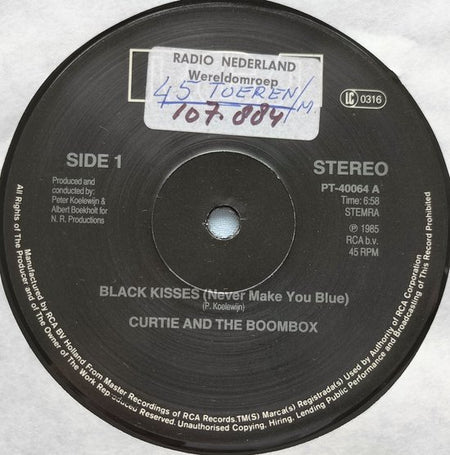 RADIO NEDERLAND
Wereldomroep
45 TOEREN/M.
107.884
LC 0316
SIDE 1
STEREO
PT-40064 A
Time: 6:58
STEMRA
Produced and
conducted by:
Peter Koelewijn &
Albert Boekholt for
N. R. Productions
℗ 1985
RCA b.v.
45 RPM
BLACK KISSES (Never Make You Blue)
(P. Koelewijn)
CURTIE AND THE BOOMBOX
All Rights of The Producer and of The Owner Of The Work Reproduced Reserved. Unauthorised Copying, Hiring, Lending Public Performance and Broadcasting of This Record Prohibited
Manufactured by RCA BV Holland From Master Recordings of RCA Records.TM(S) Marca(s) Registrada(s) Used by Authority of RCA Corporation